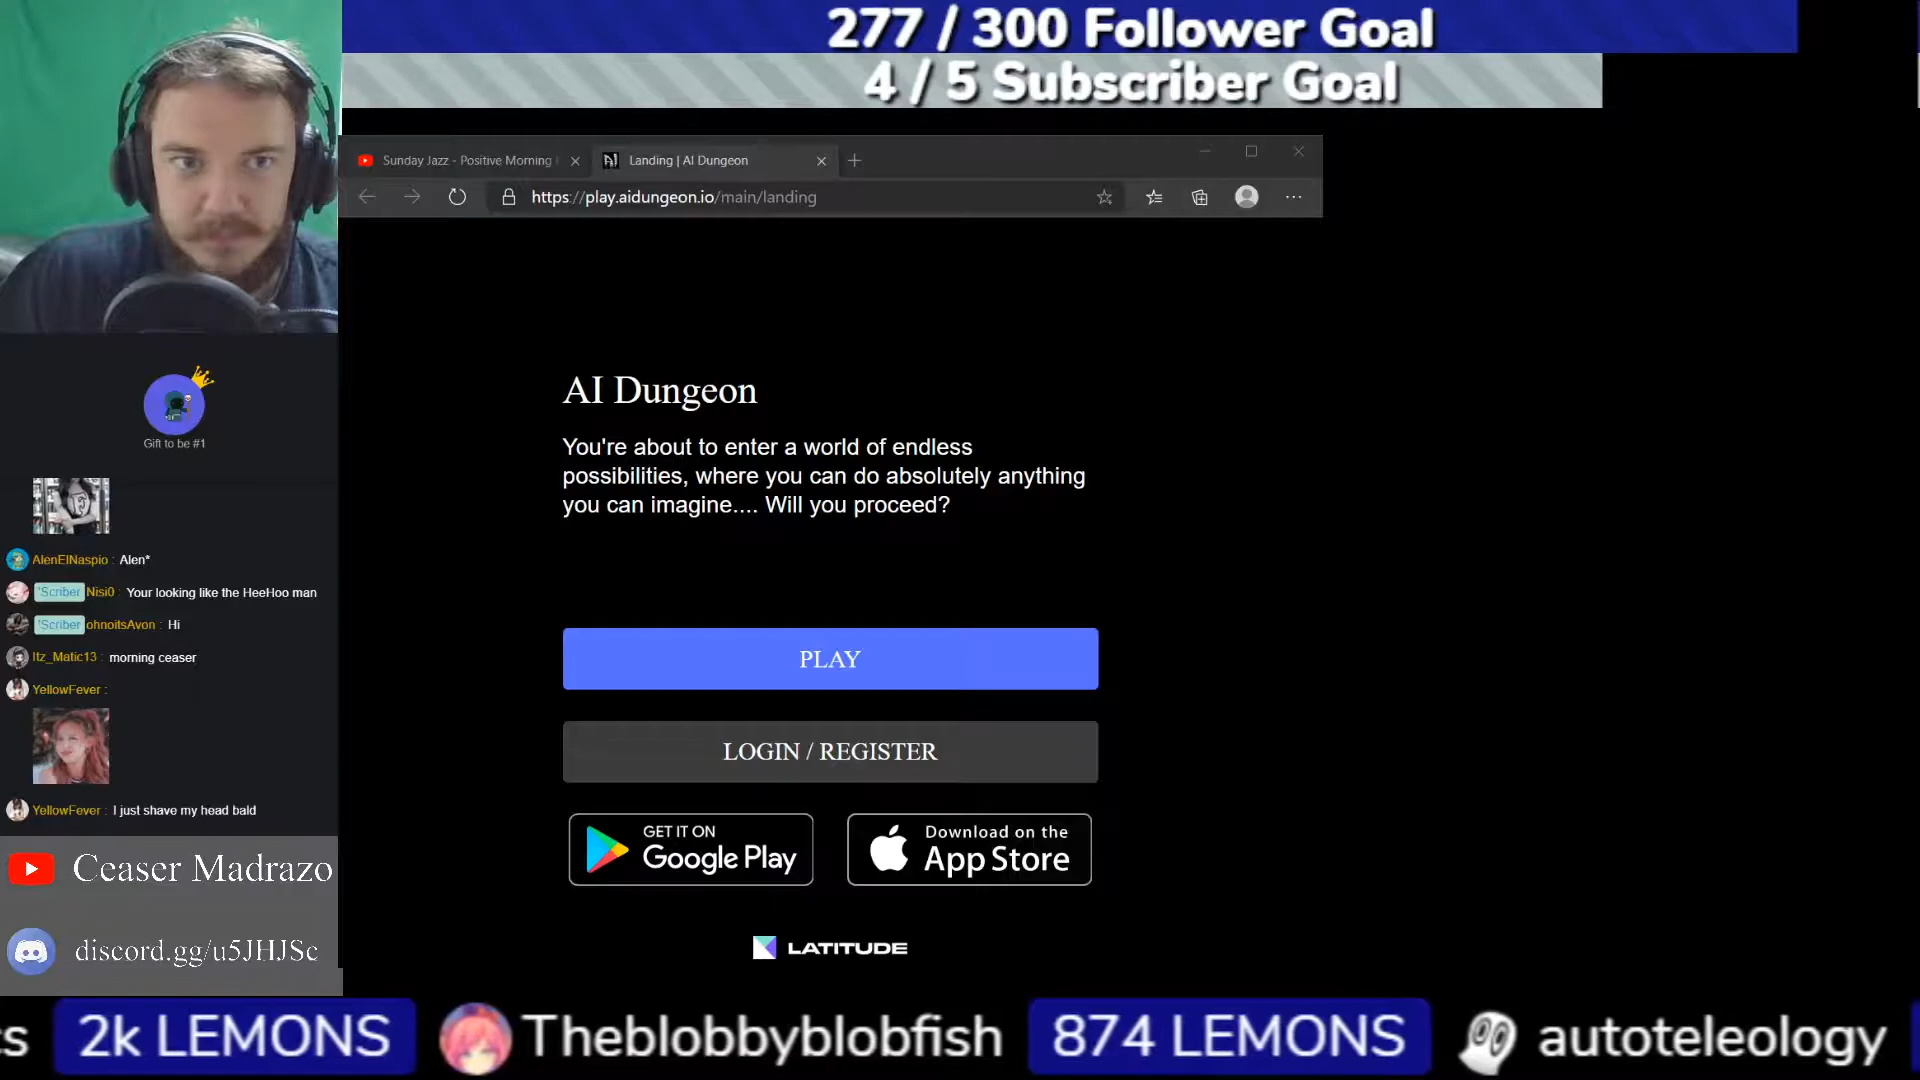 277 / 300 Follower Goal
4 / 5 Subscriber Goal
Sunday Jazz - Positive Morning
Landing | AI Dungeon
https://play.aidungeon.io/main/landing
Gift to be #1
AlenElNaspio : Alen*
'Scriber Nisi0 : Your looking like the HeeHoo man
'Scriber ohnoitsAvon : Hi
Itz_Matic13 : morning ceaser
YellowFever :
YellowFever : I just shave my head bald
AI Dungeon
You're about to enter a world of endless
possibilities, where you can do absolutely anything
you can imagine.... Will you proceed?
PLAY
LOGIN / REGISTER
GET IT ON
Google Play
Download on the
App Store
LATITUDE
Ceaser Madrazo
discord.gg/u5JHJSc
cs 2k LEMONS Theblobbyblobfish 874 LEMONS autoteleology